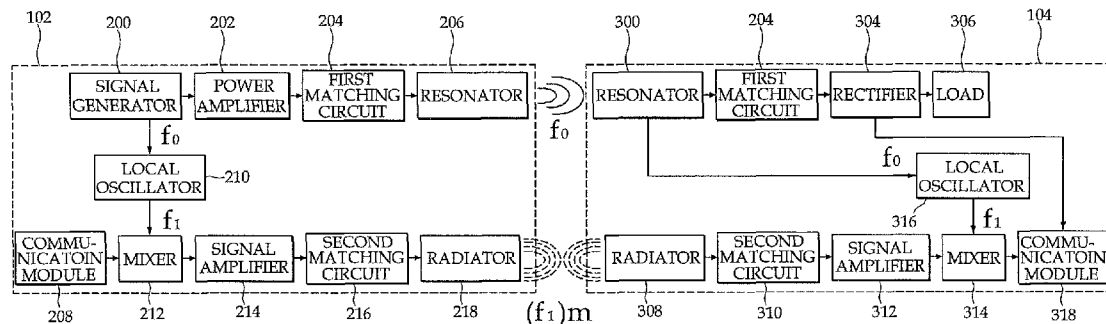 102 200 202 204 206 300 204 304 306 104
SIGNAL GENERATOR
POWER AMPLIFIER
FIRST MATCHING CIRCUIT
RESONATOR
f0
RESONATOR
FIRST MATCHING CIRCUIT
RECTIFIER
LOAD
f0
f0
LOCAL OSCILLATOR
210
LOCAL OSCILLATOR
316
f1
f1
COMMU-
NICATOIN
MODULE
MIXER
SIGNAL AMPLIFIER
SECOND MATCHING CIRCUIT
RADIATOR
RADIATOR
SECOND MATCHING CIRCUIT
SIGNAL AMPLIFIER
MIXER
COMMU-
NICATOIN
MODULE
208 212 214 216 218 (f1)m 308 310 312 314 318